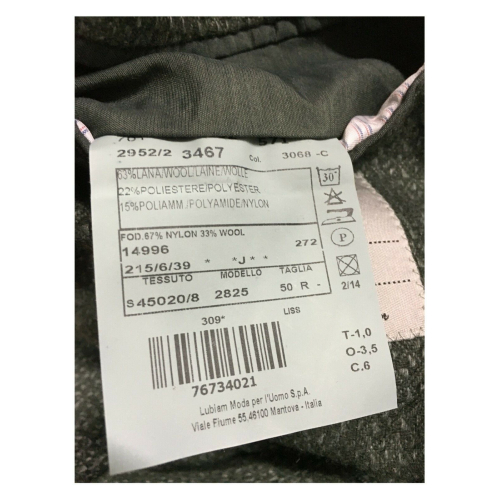 2952/2 3467 Col. 3068 -C
63%LANA/WOOL/LAINE/WOLLE
22%POLIESTERE/POLYESTER
15%POLIAMM./POLYAMIDE/NYLON
30°
P
FOD.67% NYLON 33% WOOL
14996 272
215/6/39 * *J* *
TESSUTO MODELLO TAGLIA
S45020/8 2825 50 R -
2/14
309" LISS
76734021
T-1,0
O-3,5
C.6
Lubiam Moda per l'Uomo S.p.A.
Viale Fiume 55.46100 Mantova - Italia